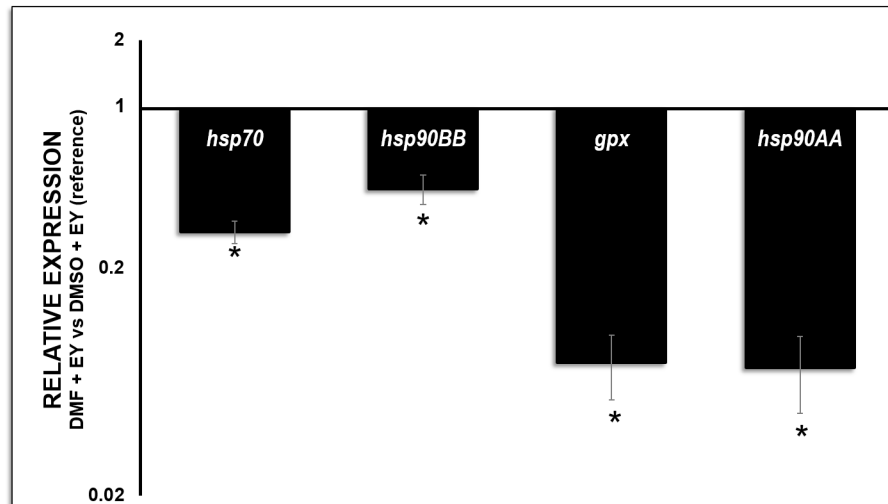 2
1
0.2
0.02
RELATIVE EXPRESSION
DMF + EY vs DMSO + EY (reference)
hsp70
hsp90BB
gpx
hsp90AA
*
*
*
*